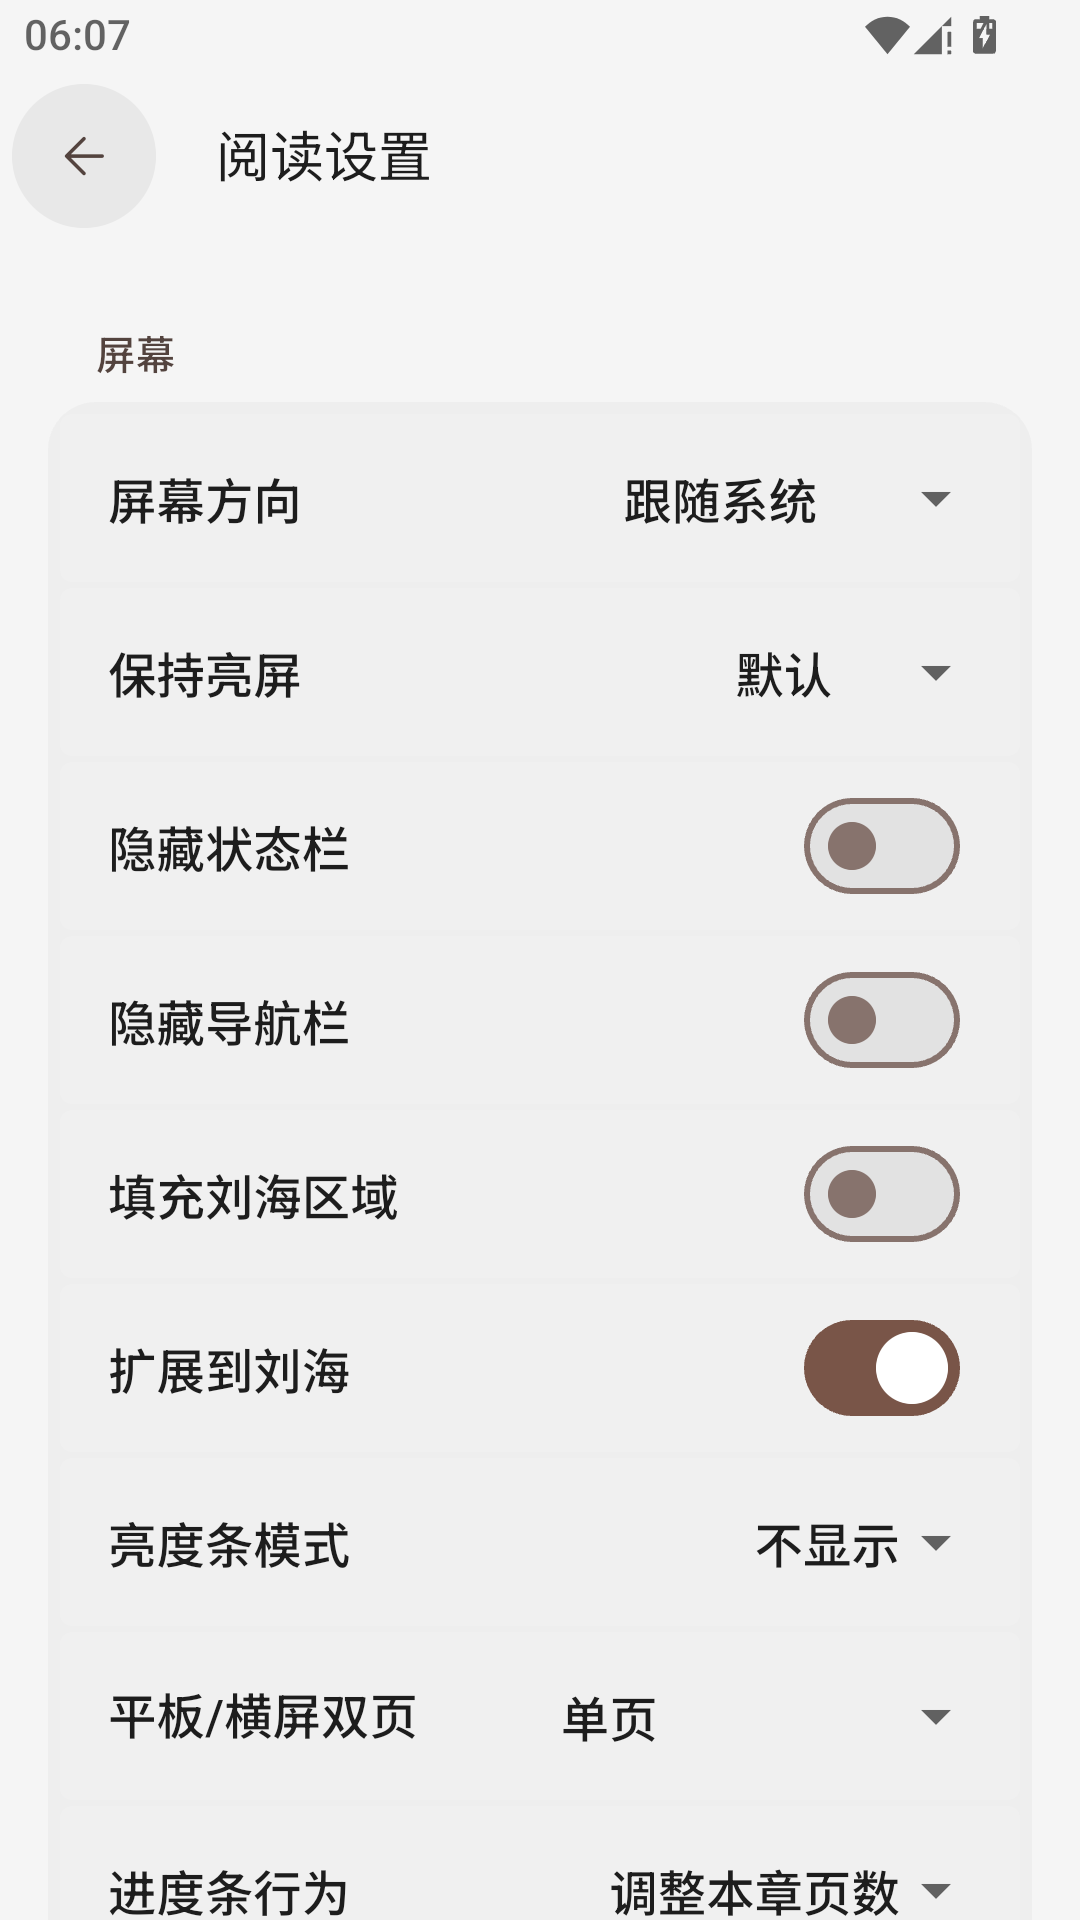 06:07
阅读设置
屏幕
屏幕方向 跟随系统
保持亮屏 默认
隐藏状态栏
隐藏导航栏
填充刘海区域
扩展到刘海
亮度条模式 不显示
平板/横屏双页 单页
进度条行为 调整本章页数